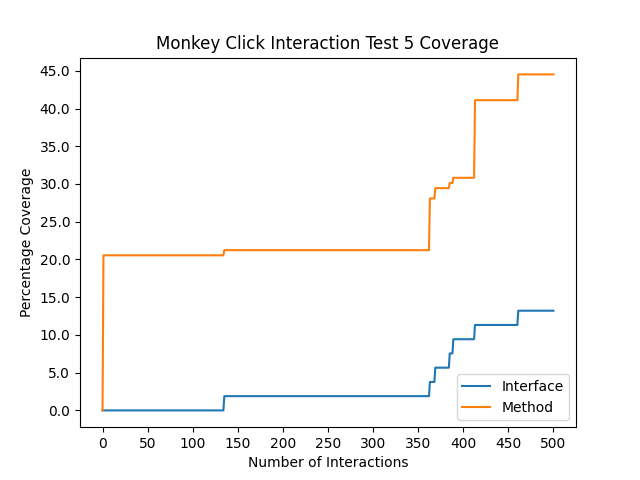 Monkey Click Interaction Test 5 Coverage
Percentage Coverage
45.0
40.0
35.0
30.0
25.0
20.0
15.0
10.0
5.0
0.0
Interface
Method
0 50 100 150 200 250 300 350 400 450 500
Number of Interactions